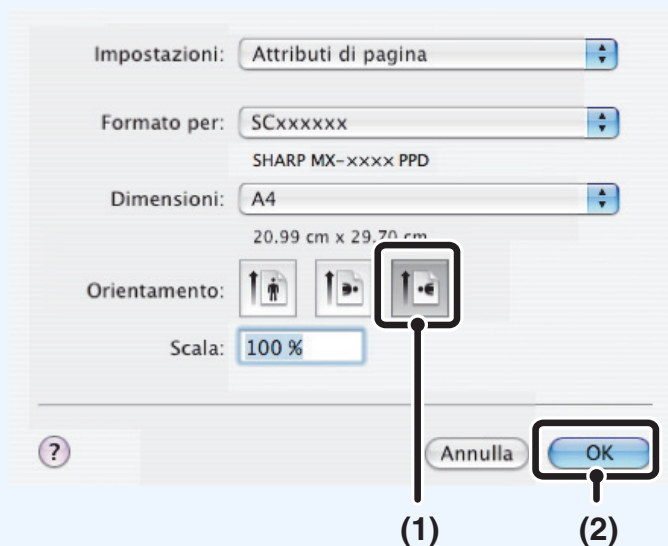 Impostazioni: Attributi di pagina
Formato per: SCxxxxxx
SHARP MX-×××× PPD
Dimensioni: A4
20.99 cm x 29.70 cm
Orientamento:
Scala: 100 %
? Annulla OK
(1) (2)